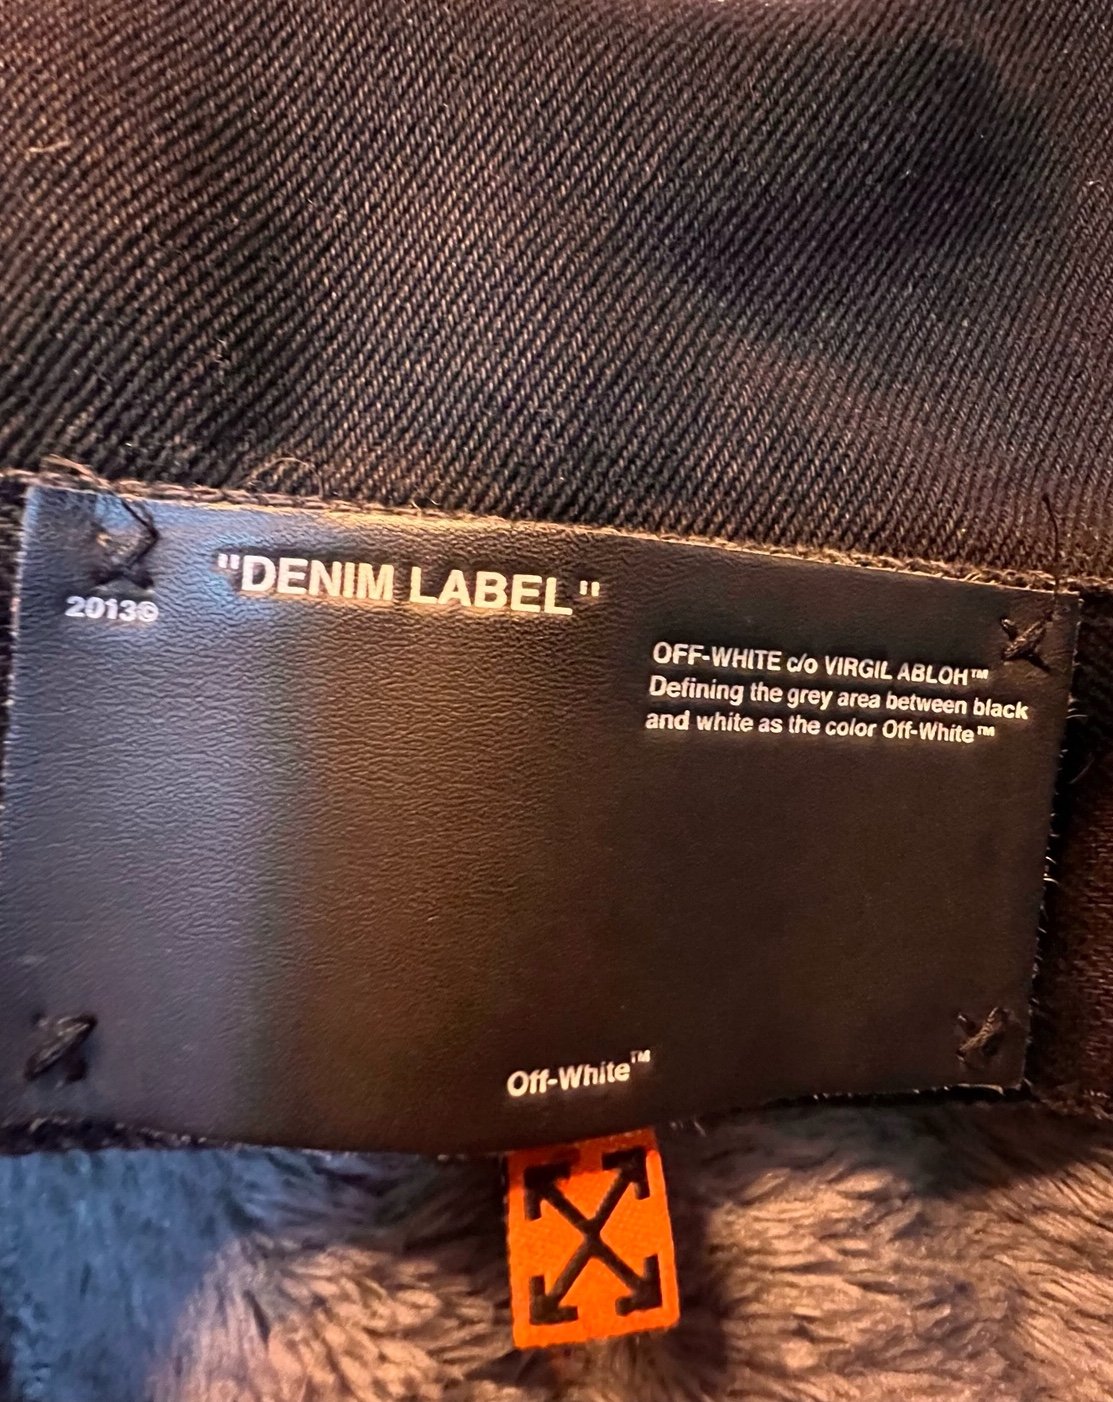 "DENIM LABEL"
2013©
OFF-WHITE c/o VIRGIL ABLOH™
Defining the grey area between black
and white as the color Off-White™
Off-White™